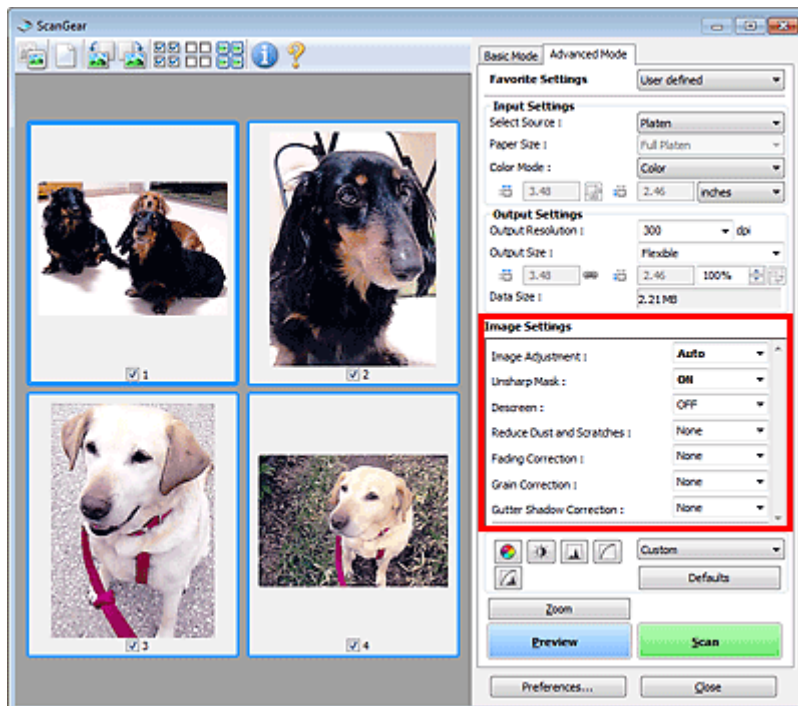 ScanGear
Basic Mode Advanced Mode
Favorite Settings User defined
Input Settings
Select Source : Platen
Paper Size : Full Platen
Color Mode : Color
3.48 2.46 inches
Output Settings
Output Resolution : 300 dpi
Output Size : Flexible
3.48 2.46 100%
Data Size : 2.21 MB
Image Settings
Image Adjustment : Auto
Unsharp Mask : ON
Descreen : OFF
Reduce Dust and Scratches : None
Fading Correction : None
Grain Correction : None
Gutter Shadow Correction : None
Custom
Defaults
Zoom
Preview Scan
Preferences... Close
1
2
3
4